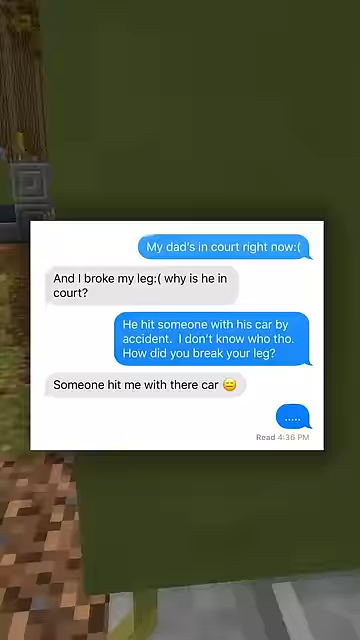 My dad's in court right now:(
And I broke my leg:( why is he in
court?
He hit someone with his car by
accident.  I don't know who tho.
How did you break your leg?
Someone hit me with there car 😅
.....
Read 4:36 PM